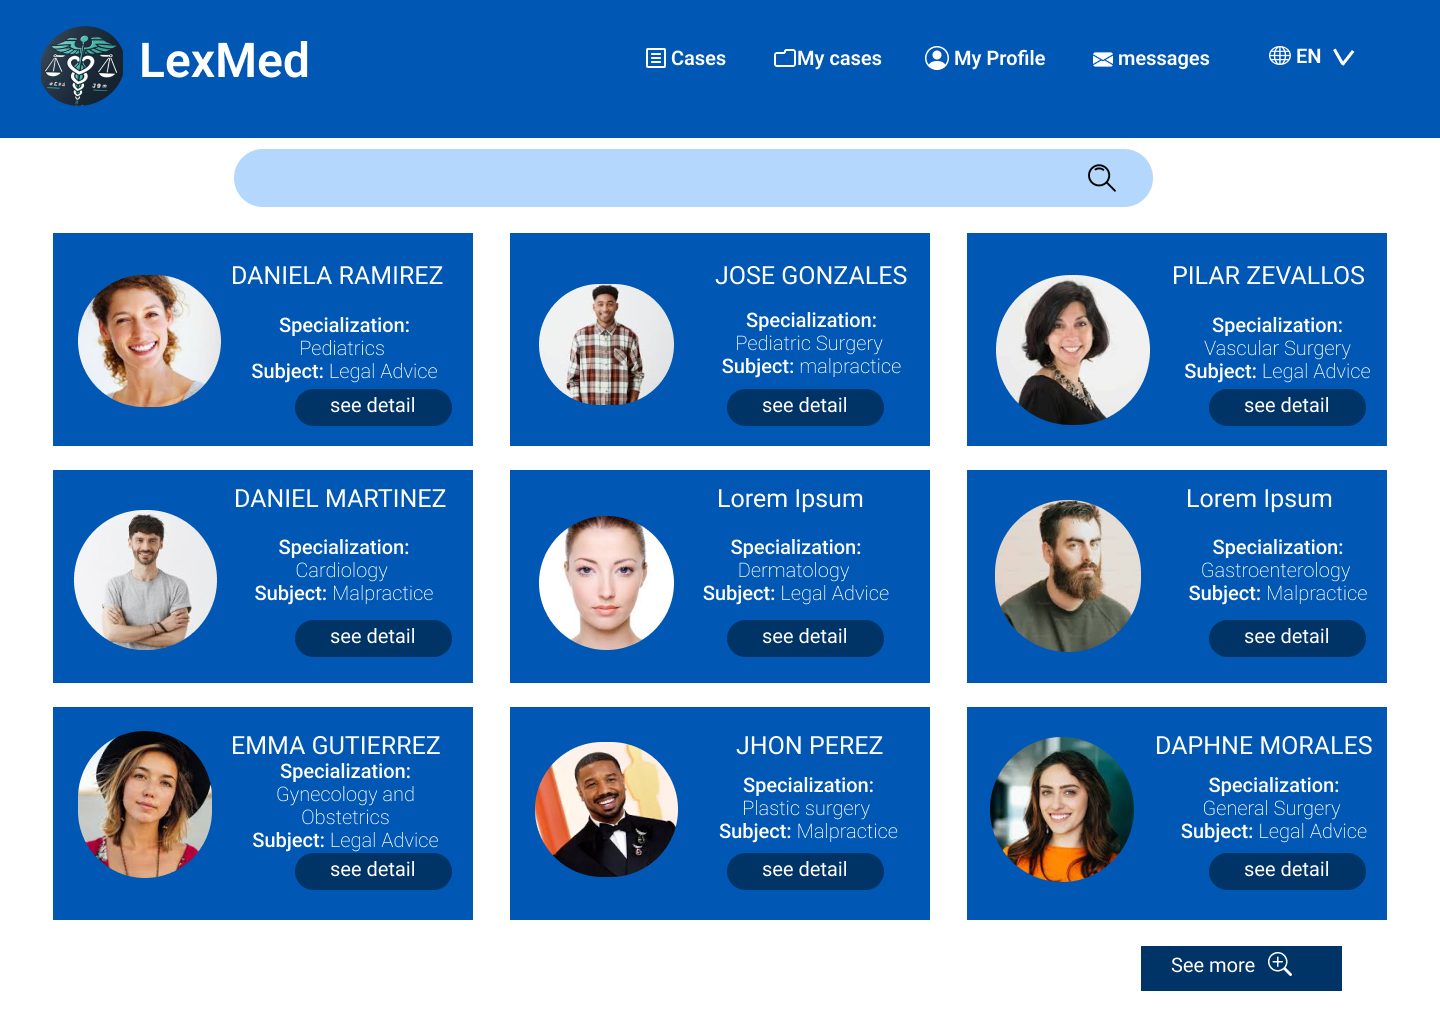 LexMed
Cases
My cases
My Profile
messages
EN
DANIELA RAMIREZ
Specialization:
Pediatrics
Subject: Legal Advice
see detail
JOSE GONZALES
Specialization:
Pediatric Surgery
Subject: malpractice
see detail
PILAR ZEVALLOS
Specialization:
Vascular Surgery
Subject: Legal Advice
see detail
DANIEL MARTINEZ
Specialization:
Cardiology
Subject: Malpractice
see detail
Lorem Ipsum
Specialization:
Dermatology
Subject: Legal Advice
see detail
Lorem Ipsum
Specialization:
Gastroenterology
Subject: Malpractice
see detail
EMMA GUTIERREZ
Specialization:
Gynecology and
Obstetrics
Subject: Legal Advice
see detail
JHON PEREZ
Specialization:
Plastic surgery
Subject: Malpractice
see detail
DAPHNE MORALES
Specialization:
General Surgery
Subject: Legal Advice
see detail
See more